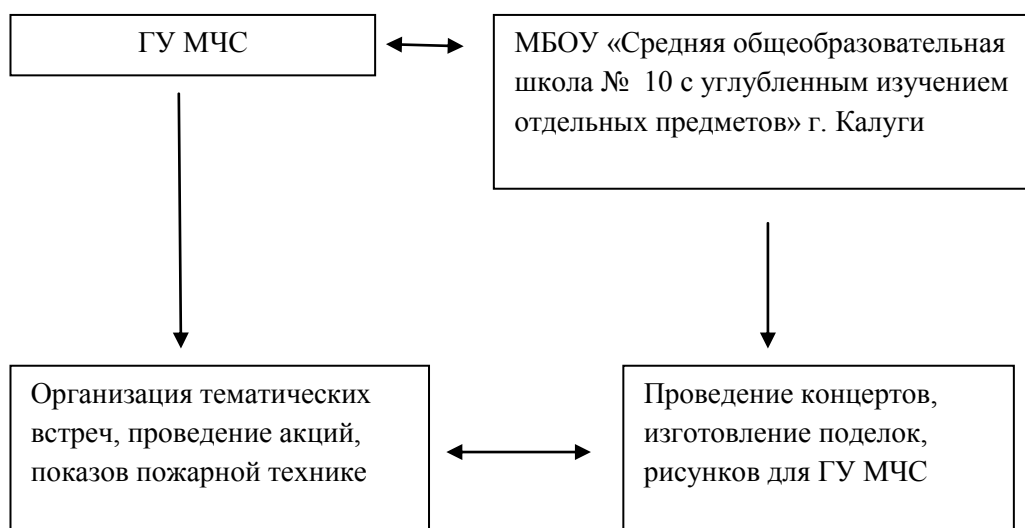 ГУ МЧС
МБОУ «Средняя общеобразовательная
школа № 10 с углубленным изучением
отдельных предметов» г. Калуги
Организация тематических
встреч, проведение акций,
показов пожарной технике
Проведение концертов,
изготовление поделок,
рисунков для ГУ МЧС